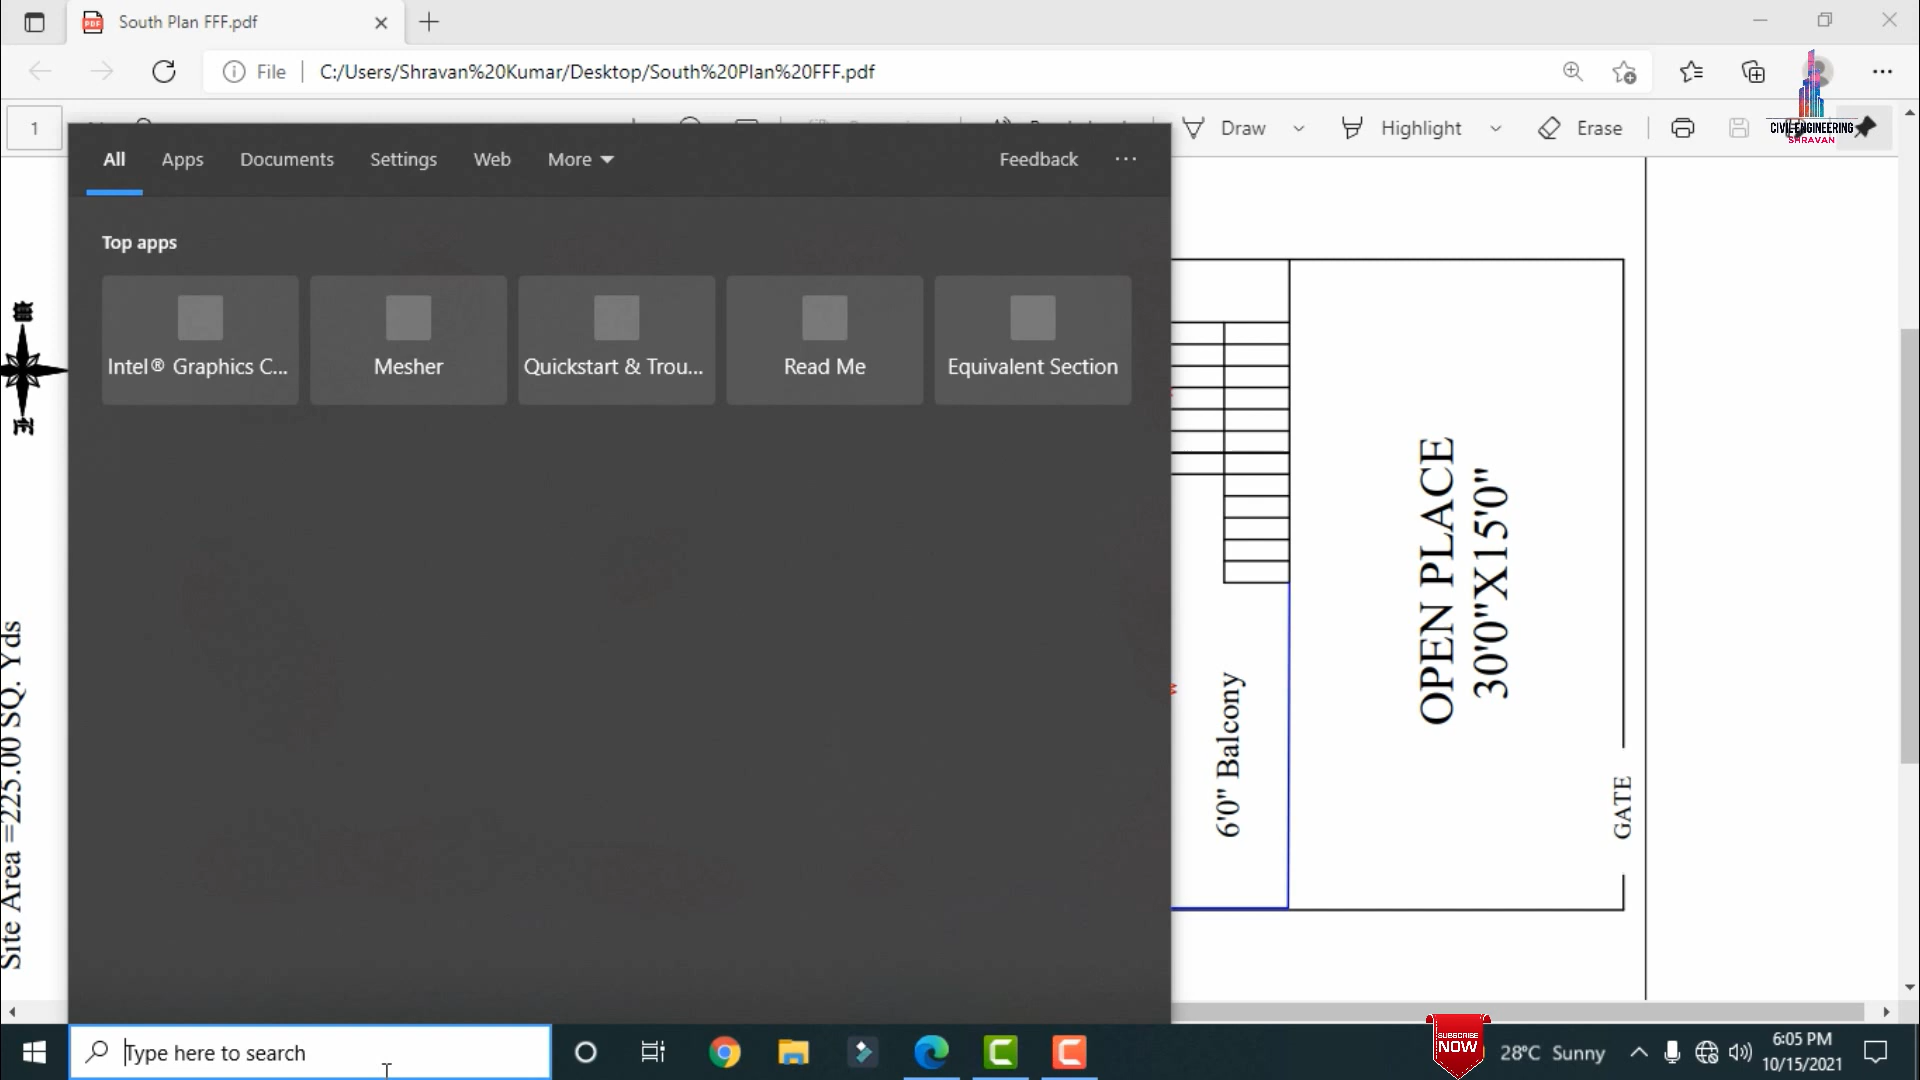 South Plan FFF.pdf
File
C:/Users/Shravan%20Kumar/Desktop/South%20Plan%20FFF.pdf
1
Draw
Highlight
Erase
CIVIL ENGINEERING
SHRAVAN
All
Apps
Documents
Settings
Web
More
Feedback
Top apps
Intel® Graphics C...
Mesher
Quickstart & Trou...
Read Me
Equivalent Section
E
Site Area =225.00 SQ. Yds
6'0" Balcony
OPEN PLACE
30'0"X15'0"
GATE
W
Type here to search
SUBSCRIBE
NOW
28°C Sunny
6:05 PM
10/15/2021